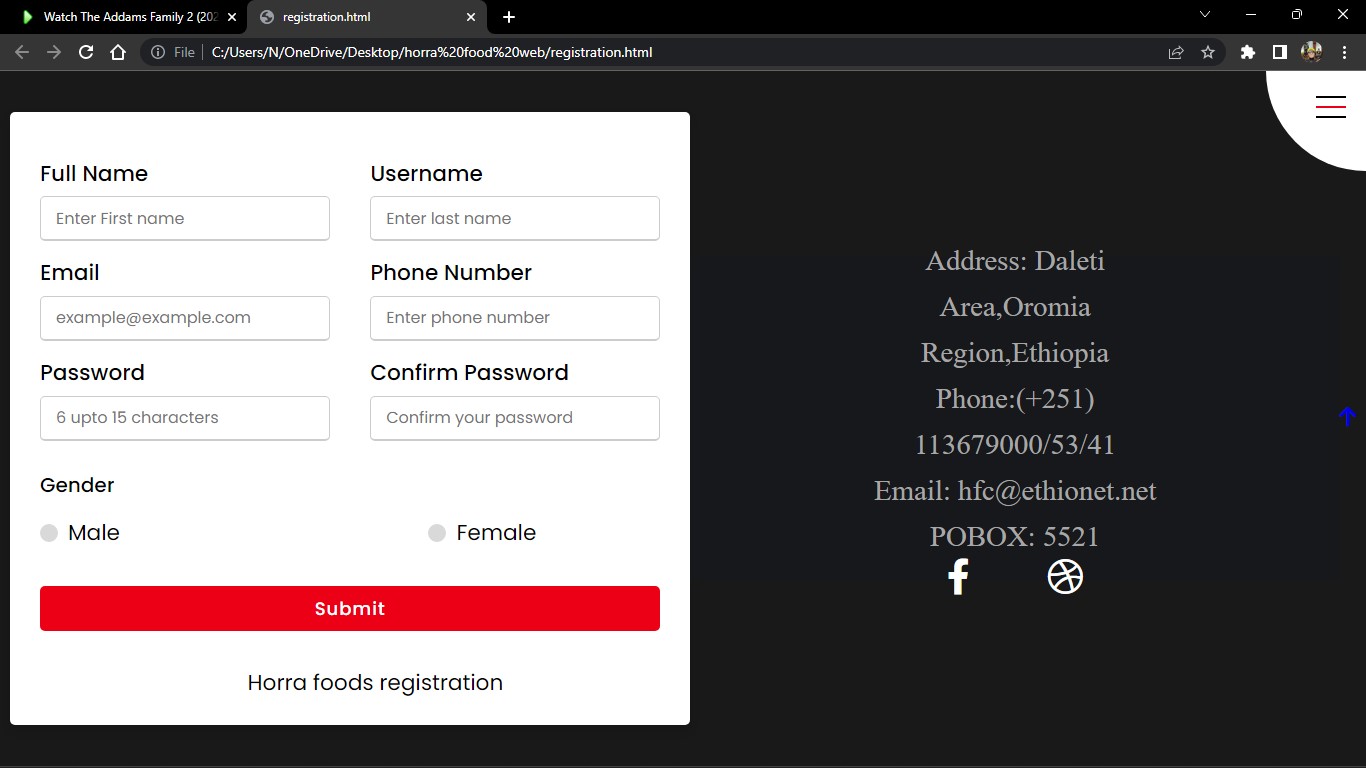 Watch The Addams Family 2 (202
registration.html
File
C:/Users/N/OneDrive/Desktop/horra%20food%20web/registration.html
Full Name
Username
Enter First name
Enter last name
Email
Phone Number
example@example.com
Enter phone number
Password
Confirm Password
6 upto 15 characters
Confirm your password
Gender
Male
Female
Submit
Horra foods registration
Address: Daleti
Area,Oromia
Region,Ethiopia
Phone:(+251)
113679000/53/41
Email: hfc@ethionet.net
POBOX: 5521